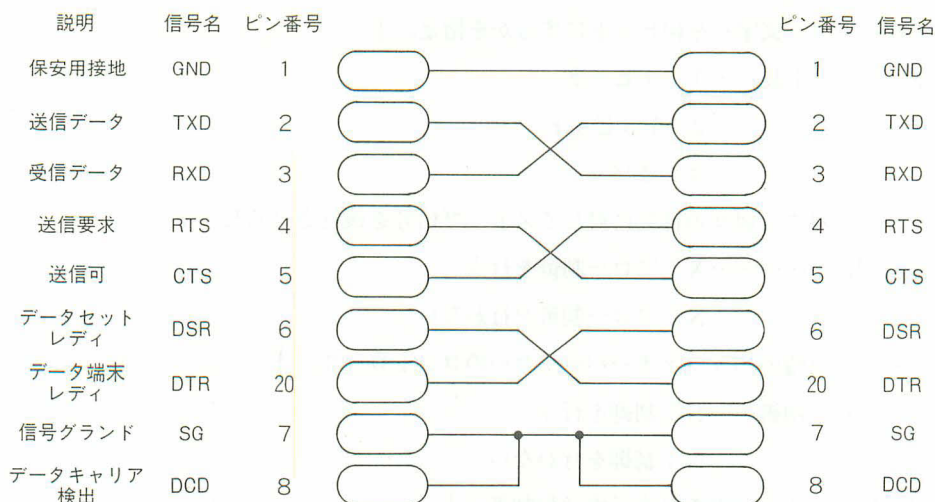 説明 信号名 ピン番号 ピン番号 信号名
保安用接地 GND 1 1 GND
送信データ TXD 2 2 TXD
受信データ RXD 3 3 RXD
送信要求 RTS 4 4 RTS
送信可 CTS 5 5 CTS
データセット
レディ DSR 6 6 DSR
データ端末
レディ DTR 20 20 DTR
信号グランド SG 7 7 SG
データキャリア
検出 DCD 8 8 DCD